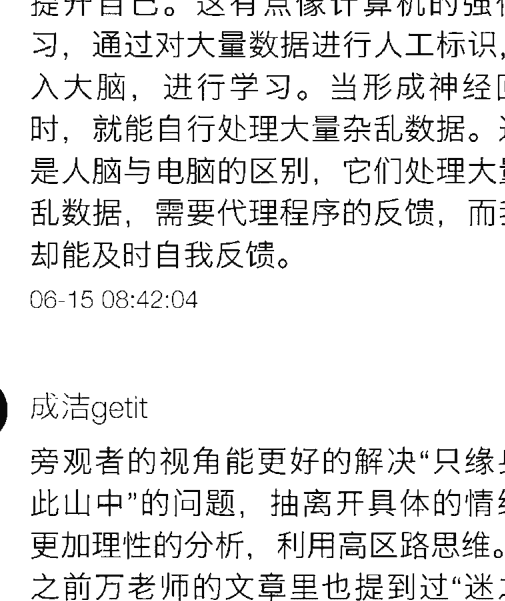 提升自己。这有点像计算机的强
习，通过对大量数据进行人工标识，
入大脑，进行学习。当形成神经
时，就能自行处理大量杂乱数据。
是人脑与电脑的区别，它们处理大
乱数据，需要代理程序的反馈，而
却能及时自我反馈。
06-15 08:42:04
成洁getit
旁观者的视角能更好的解决“只缘
此山中”的问题，抽离开具体的情
更加理性的分析，利用高区路思维。
之前万老师的文章里也提到过“迷